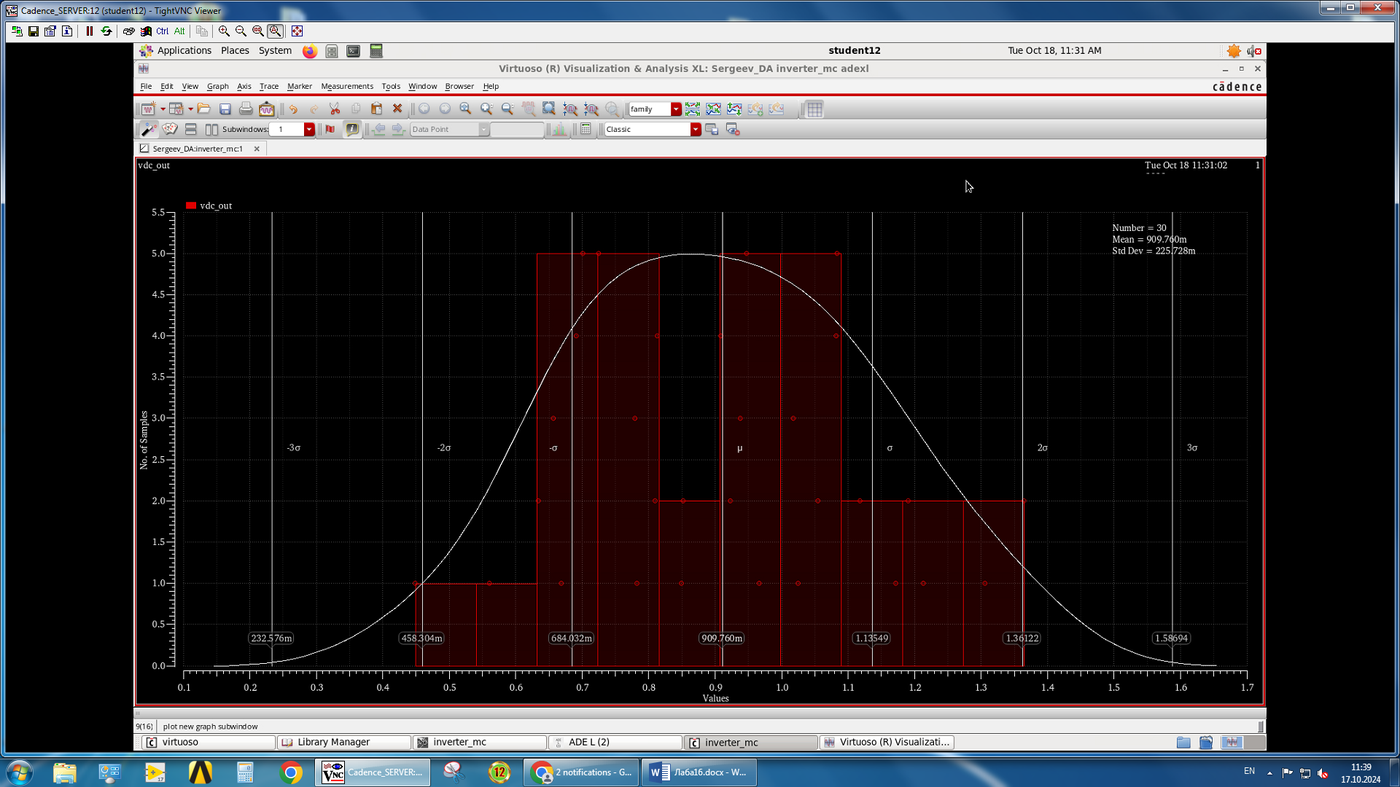 Cadence_SERVER:12 (student12) - TightVNC Viewer
Ctrl Alt
Applications Places System student12 Tue Oct 18, 11:31 AM
Virtuoso (R) Visualization & Analysis XL: Sergeev_DA inverter_mc adexl
File Edit View Graph Axis Trace Marker Measurements Tools Window Browser Help cādence
family
Subwindows: 1 Data Point Classic
Sergeev_DA:inverter_mc:1
vdc_out Tue Oct 18 11:31:02 1
vdc_out
Number = 30
Mean = 909.760m
Std Dev = 225.728m
5.5
5.0
4.5
4.0
3.5
3.0
2.5
2.0
1.5
1.0
0.5
0.0
No. of Samples
-3σ -2σ -σ μ σ 2σ 3σ
232.576m 458.304m 684.032m 909.760m 1.13549 1.36122 1.58694
0.1 0.2 0.3 0.4 0.5 0.6 0.7 0.8 0.9 1.0 1.1 1.2 1.3 1.4 1.5 1.6 1.7
Values
9(16) plot new graph subwindow
virtuoso Library Manager inverter_mc ADE L (2) inverter_mc Virtuoso (R) Visualizati...
Cadence_SERVER:... 12 2 notifications - G... Лаба16.docx - W... EN 11:39
17.10.2024